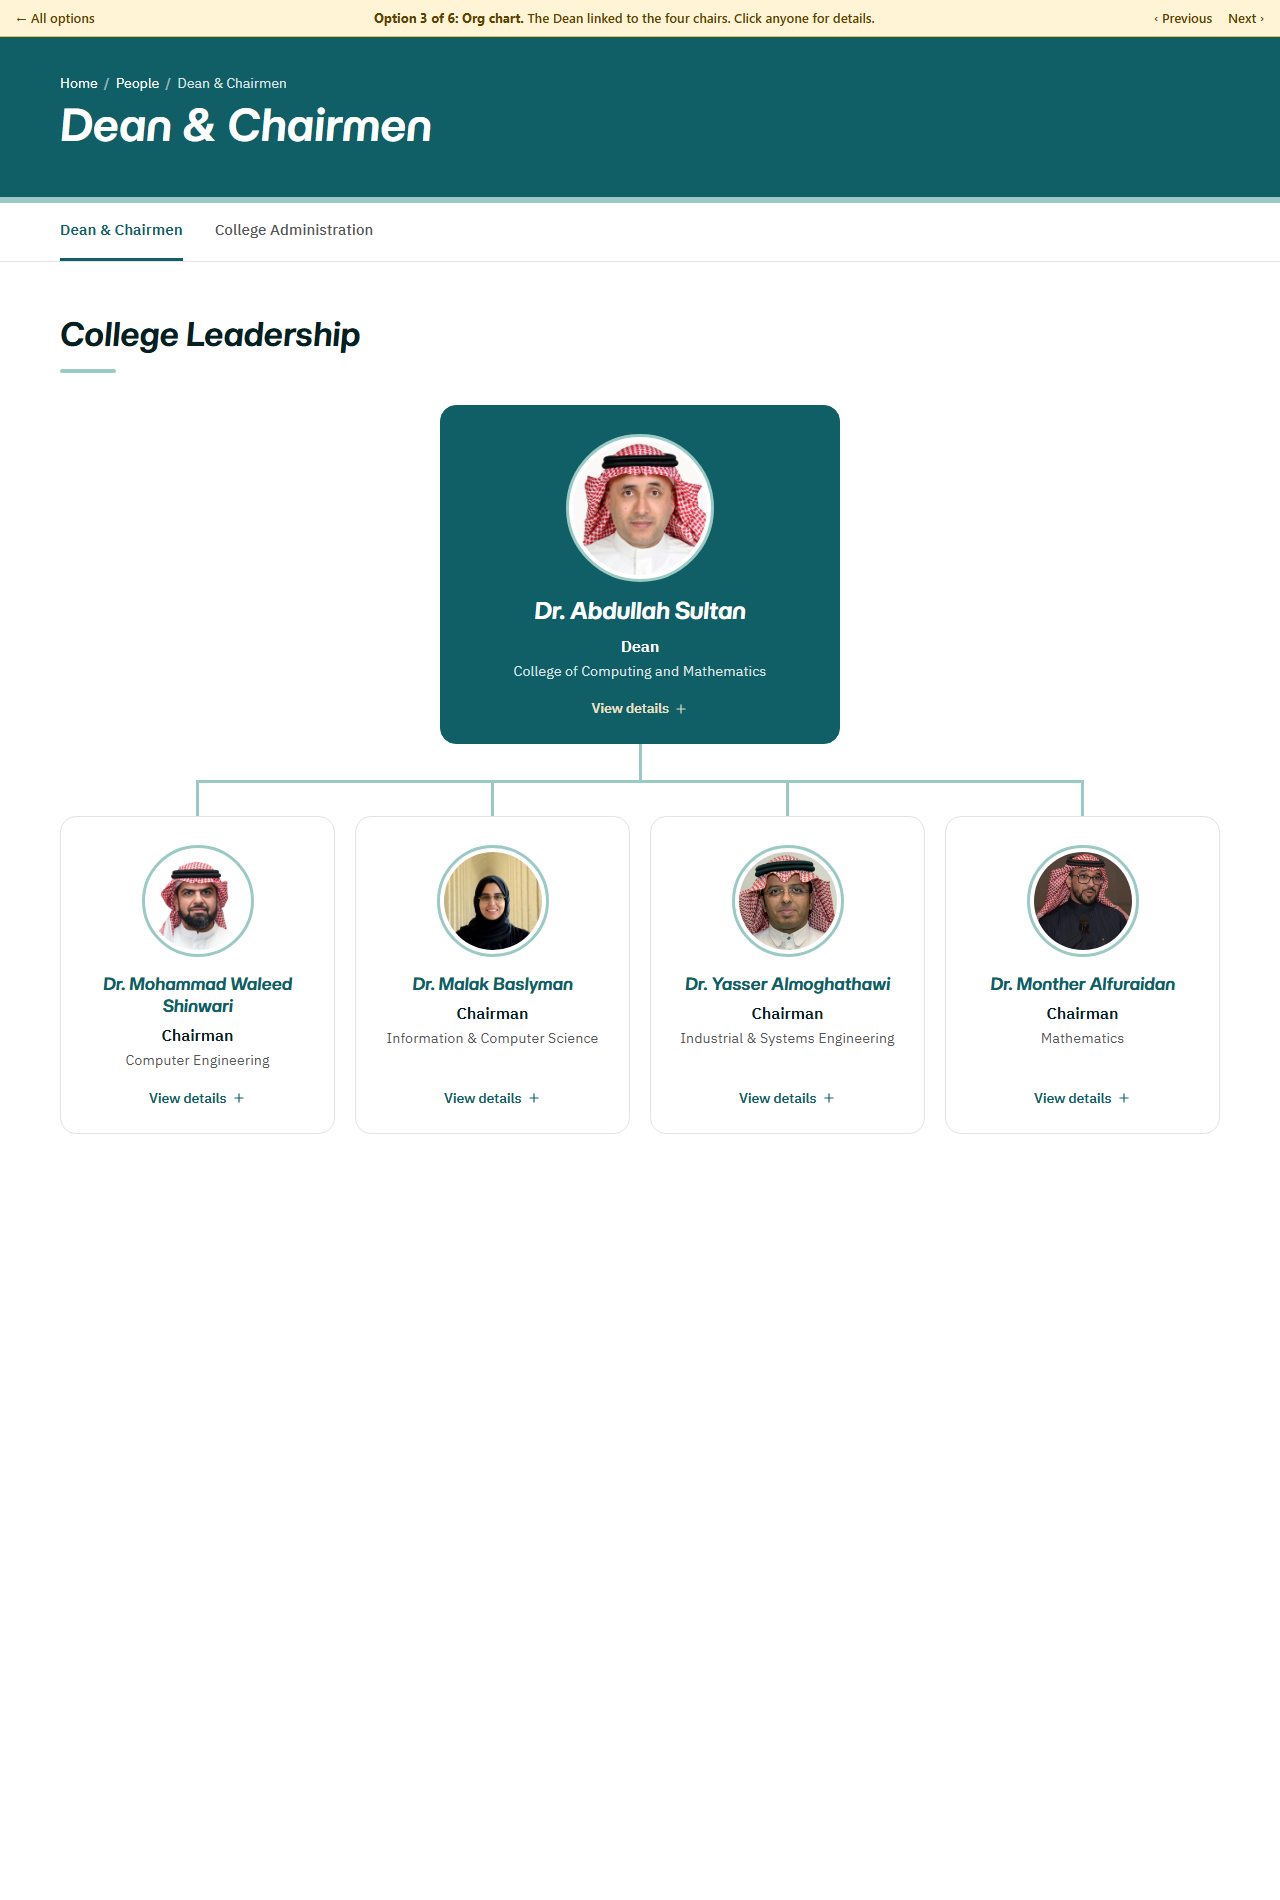 ← All options
Option 3 of 6: Org chart. The Dean linked to the four chairs. Click anyone for details.
‹ Previous Next ›
Home / People / Dean & Chairmen
Dean & Chairmen
Dean & Chairmen
College Administration
College Leadership
Dr. Abdullah Sultan
Dean
College of Computing and Mathematics
View details +
Dr. Mohammad Waleed
Shinwari
Chairman
Computer Engineering
View details +
Dr. Malak Baslyman
Chairman
Information & Computer Science
View details +
Dr. Yasser Almoghathawi
Chairman
Industrial & Systems Engineering
View details +
Dr. Monther Alfuraidan
Chairman
Mathematics
View details +